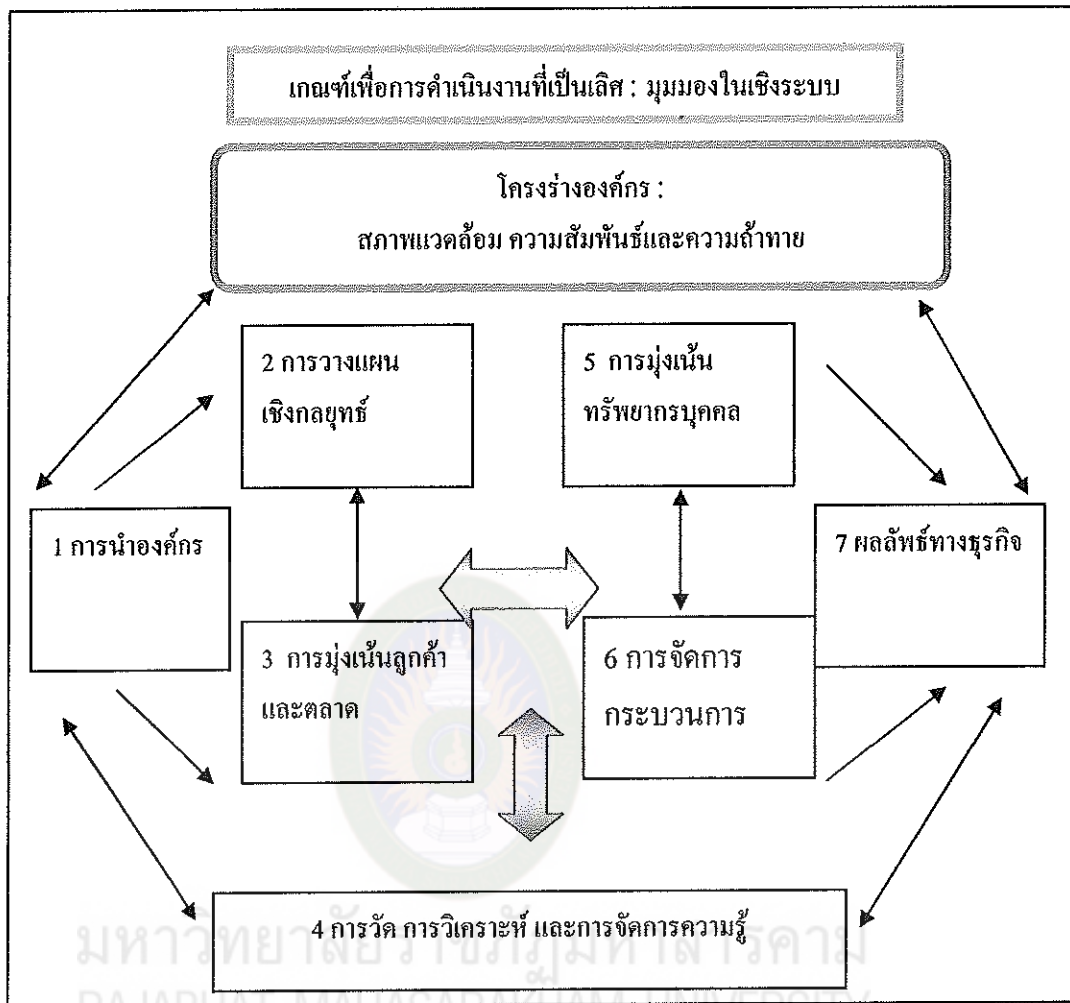 เกณฑ์เพื่อการดำเนินงานที่เป็นเลิศ : มุมมองในเชิงระบบ
โครงร่างองค์กร :
สภาพแวดล้อม ความสัมพันธ์และความถ้าทาย
2 การวางแผน
เชิงกลยุทธ์
5 การมุ่งเน้น
ทรัพยากรบุคคล
1 การนำองค์กร
7 ผลลัพธ์ทางธุรกิจ
3 การมุ่งเน้นลูกค้า
และตลาด
6 การจัดการ
กระบวนการ
4 การวัด การวิเคราะห์ และการจัดการความรู้
มหาวิทยาลัยราชภัฏมหาสารคาม
RAJABHAT MAHASARAKHAM UNIVERSITY